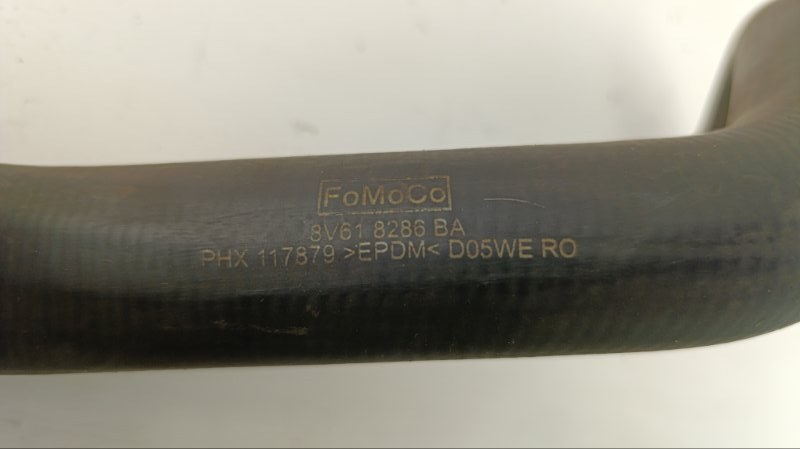 FoMoCo
8V61 8286 BA
PHX 117879 >EPDM< D05WE RO